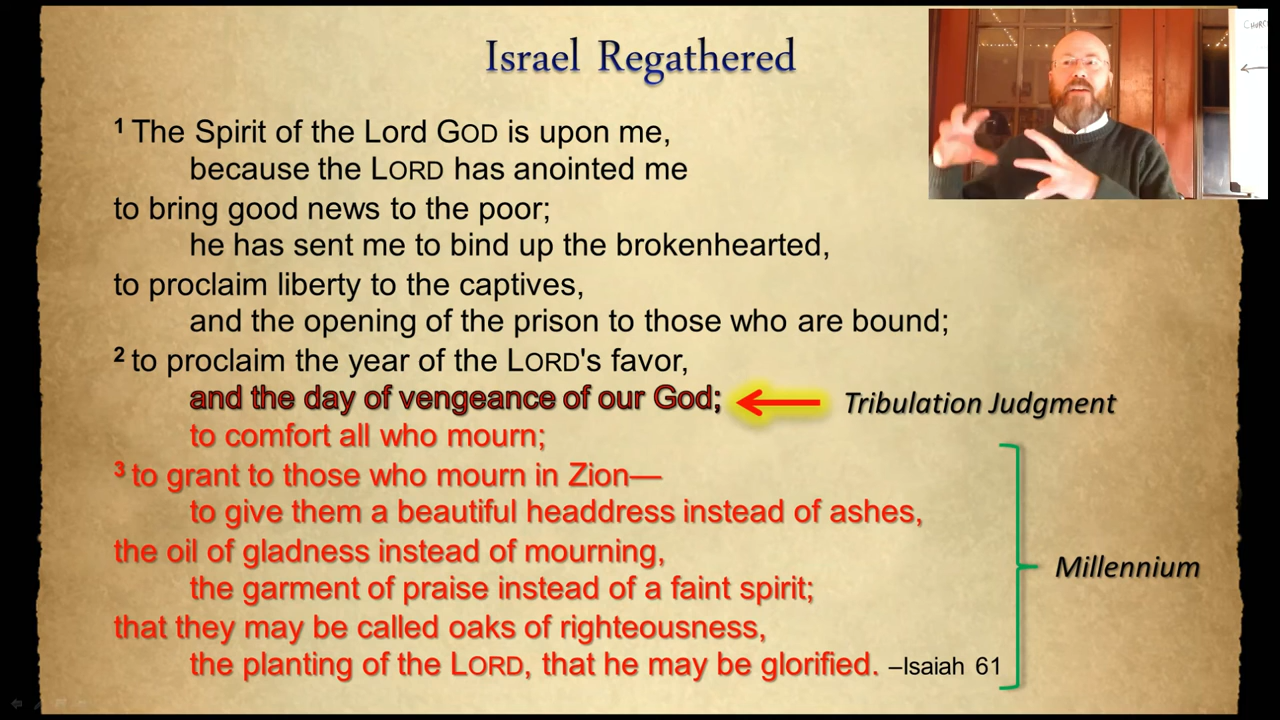 Israel Regathered
CHURC
1 The Spirit of the Lord GOD is upon me,
because the LORD has anointed me
to bring good news to the poor;
he has sent me to bind up the brokenhearted,
to proclaim liberty to the captives,
and the opening of the prison to those who are bound;
2 to proclaim the year of the LORD's favor,
and the day of vengeance of our God;
Tribulation Judgment
to comfort all who mourn;
3 to grant to those who mourn in Zion—
to give them a beautiful headdress instead of ashes,
the oil of gladness instead of mourning,
the garment of praise instead of a faint spirit;
Millennium
that they may be called oaks of righteousness,
the planting of the LORD, that he may be glorified. –Isaiah 61